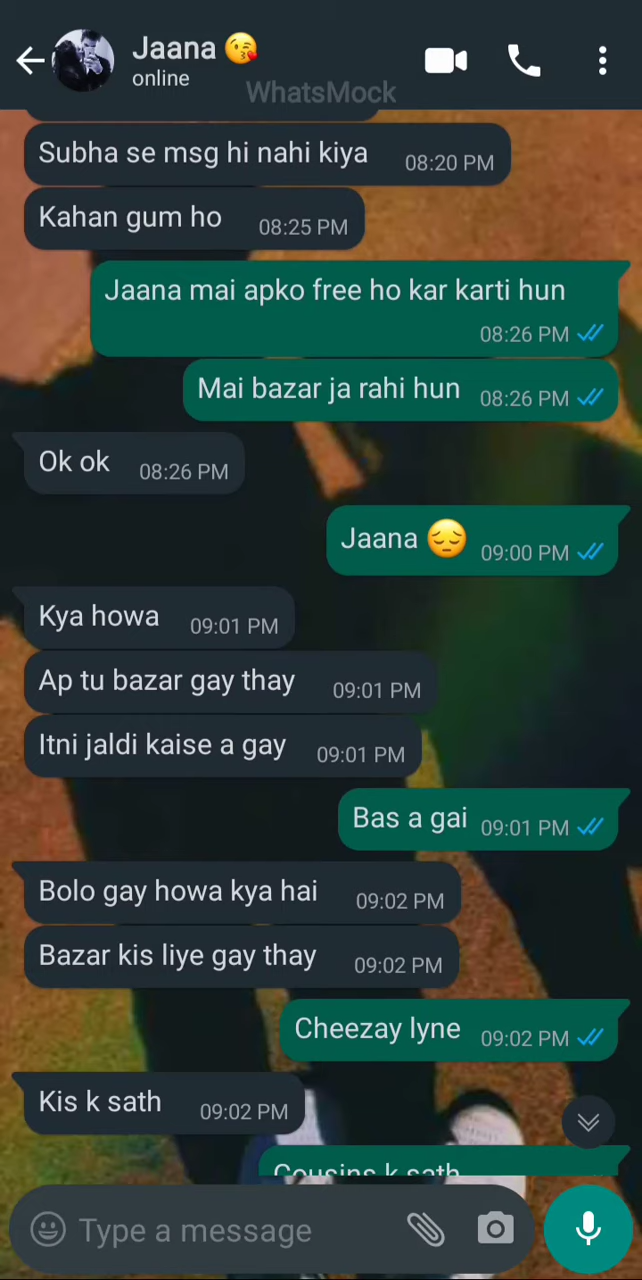 Jaana 😘
online
WhatsMock
Subha se msg hi nahi kiya 08:20 PM
Kahan gum ho 08:25 PM
Jaana mai apko free ho kar karti hun
08:26 PM
Mai bazar ja rahi hun 08:26 PM
Ok ok 08:26 PM
Jaana 😔 09:00 PM
Kya howa 09:01 PM
Ap tu bazar gay thay 09:01 PM
Itni jaldi kaise a gay 09:01 PM
Bas a gai 09:01 PM
Bolo gay howa kya hai 09:02 PM
Bazar kis liye gay thay 09:02 PM
Cheezay lyne 09:02 PM
Kis k sath 09:02 PM
Cousins k sath
Type a message